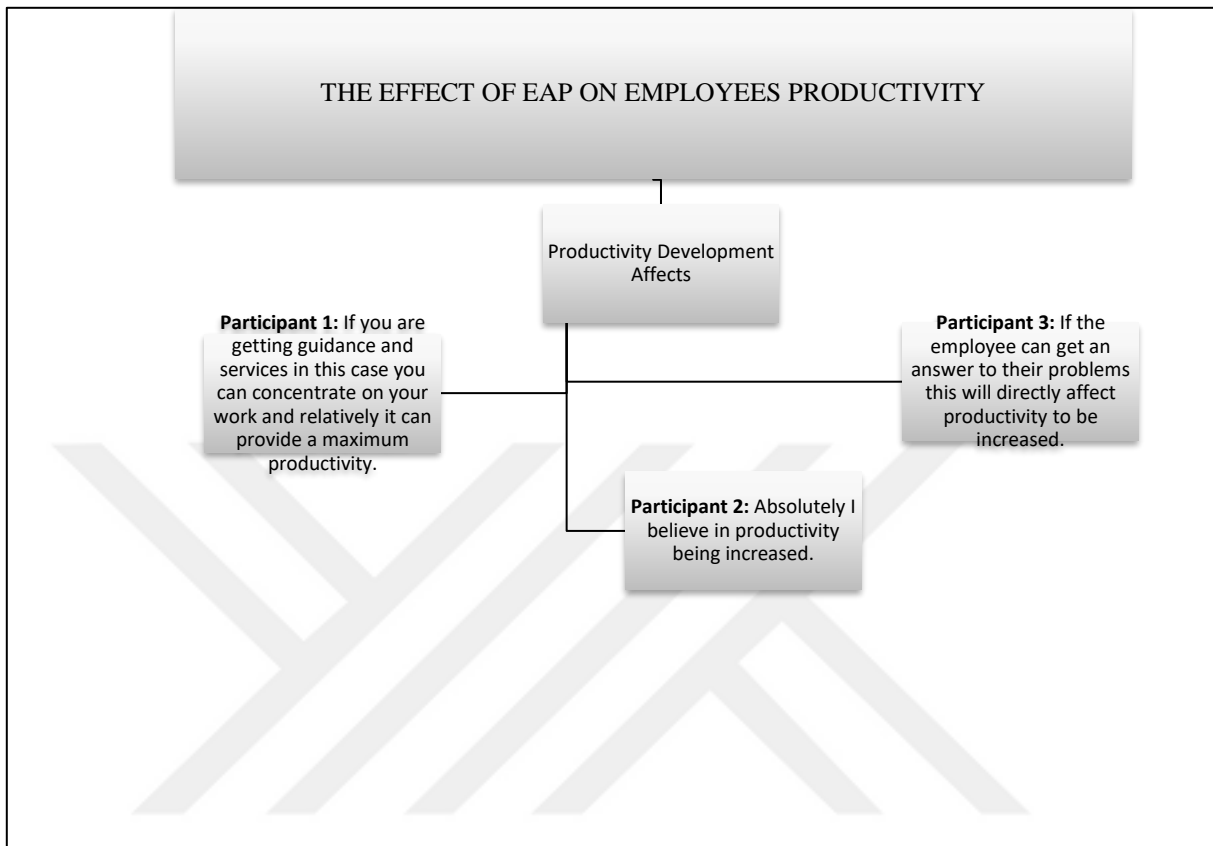 THE EFFECT OF EAP ON EMPLOYEES PRODUCTIVITY
Productivity Development
Affects
Participant 1: If you are
getting guidance and
services in this case you
can concentrate on your
work and relatively it can
provide a maximum
productivity.
Participant 3: If the
employee can get an
answer to their problems
this will directly affect
productivity to be
increased.
Participant 2: Absolutely I
believe in productivity
being increased.